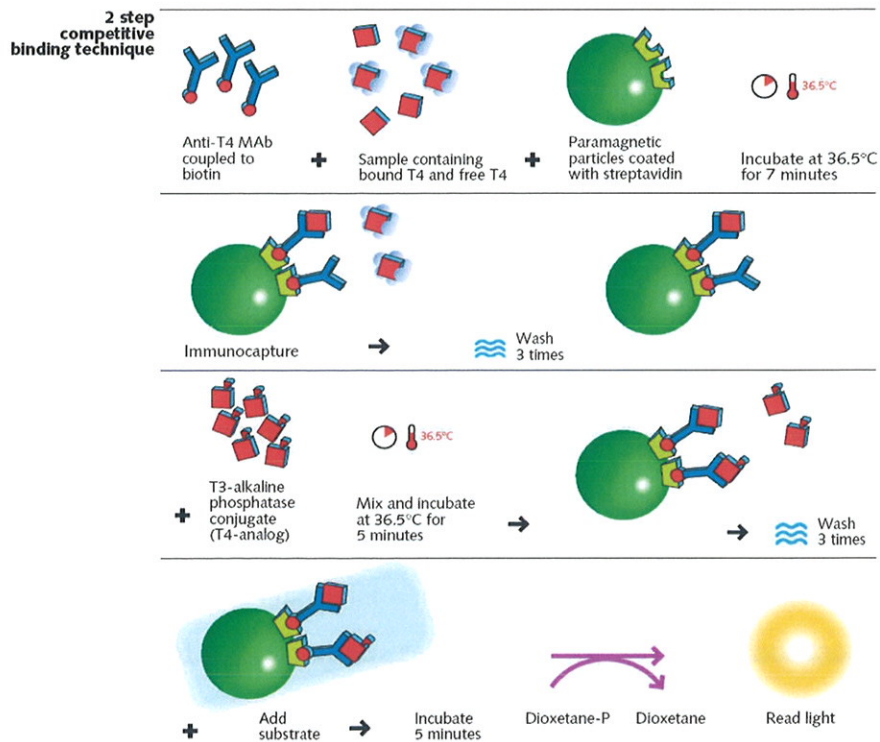 2 step
competitive
binding technique
36.5°C
Anti-T4 MAb
coupled to
biotin
+
Sample containing
bound T4 and free T4
+
Paramagnetic
particles coated
with streptavidin
Incubate at 36.5°C
for 7 minutes
Immunocapture
Wash
3 times
36.5°C
+
T3-alkaline
phosphatase
conjugate
(T4-analog)
Mix and incubate
at 36.5°C for
5 minutes
Wash
3 times
+
Add
substrate
Incubate
5 minutes
Dioxetane-P
Dioxetane
Read light